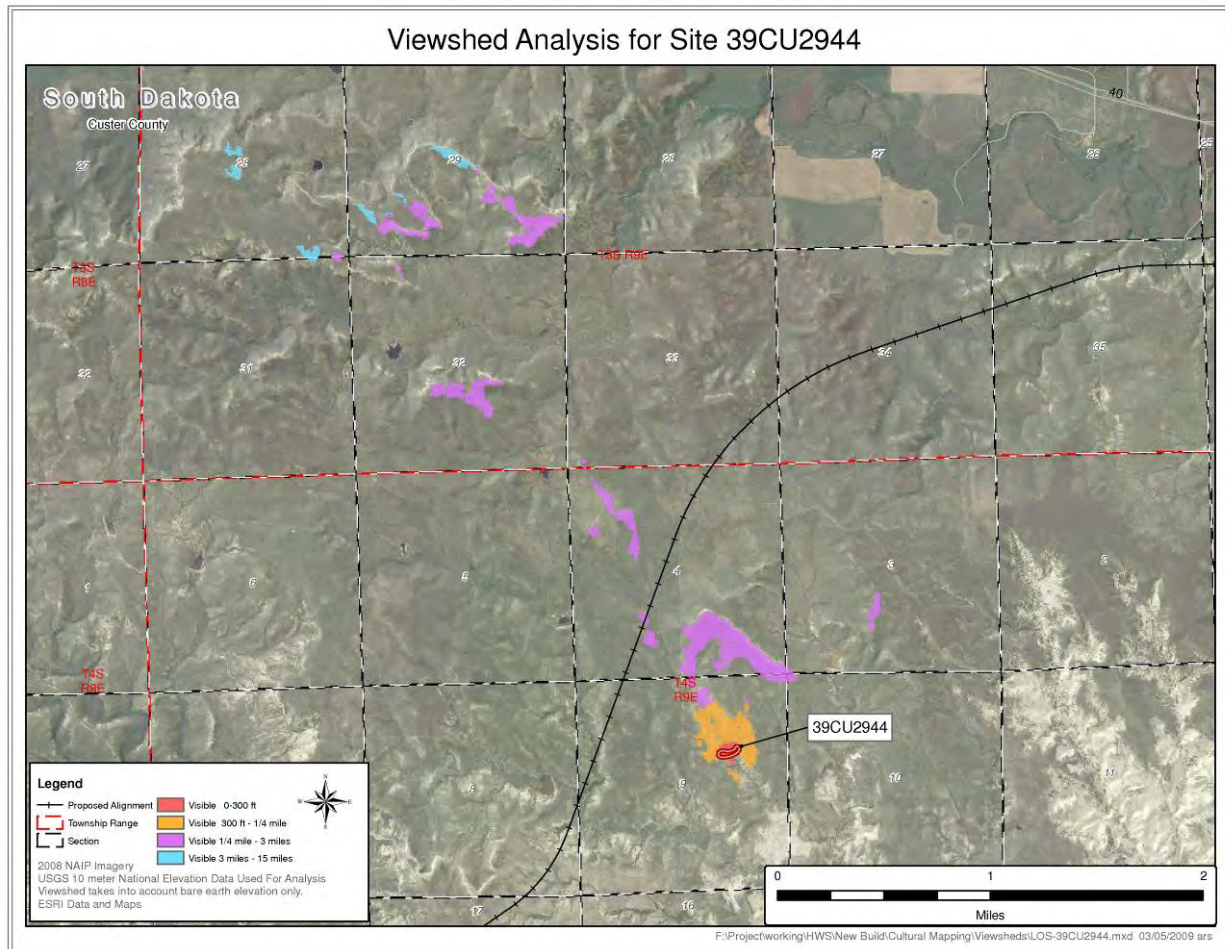 Viewshed Analysis for Site 39CU2944
South Dakota
Custer County
40
27
28
29
28
27
26
25
T3S
R8E
T3S R9E
32
31
32
33
34
35
1
6
5
4
3
2
T4S
R8E
T4S
R9E
39CU2944
8
9
10
11
17
16
Legend
Proposed Alignment
Township Range
Section
Visible 0-300 ft
Visible 300 ft - 1/4 mile
Visible 1/4 mile - 3 miles
Visible 3 miles - 15 miles
N
E
S
W
2008 NAIP Imagery
USGS 10 meter National Elevation Data Used For Analysis
Viewshed takes into account bare earth elevation only.
ESRI Data and Maps
0 1 2
Miles
F:\Project\working\HWS\New Build\Cultural Mapping\Viewsheds\LOS-39CU2944.mxd 03/05/2009 ars